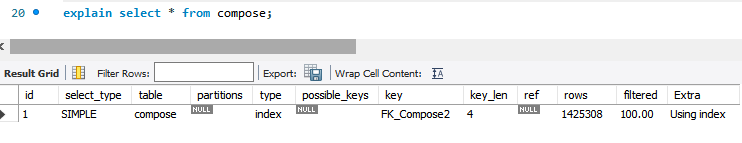 20 explain select * from compose;
Result Grid Filter Rows: Export: Wrap Cell Content: IA
id select_type table partitions type possible_keys key key_len ref rows filtered Extra
1 SIMPLE compose NULL index NULL FK_Compose2 4 NULL 1425308 100.00 Using index